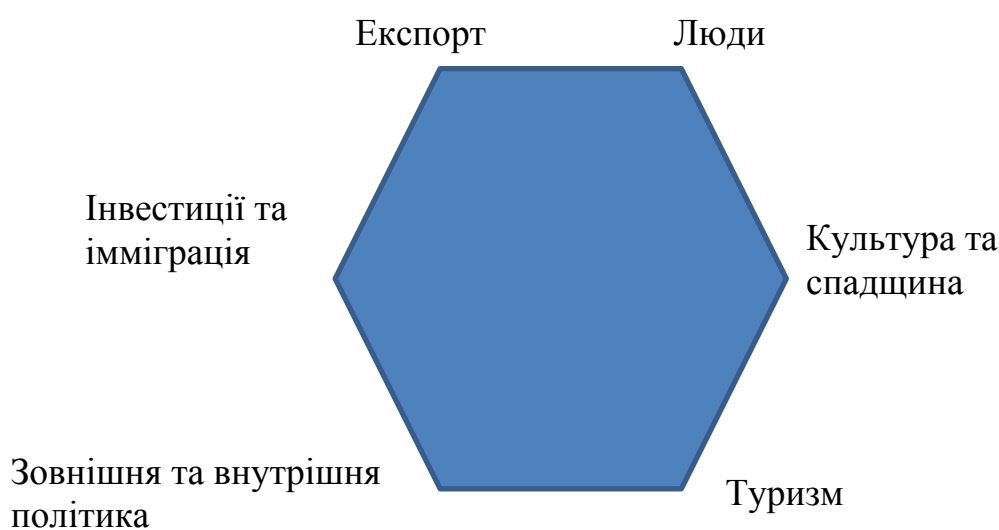 Експорт
Люди
Інвестиції та
імміграція
Культура та
спадщина
Зовнішня та внутрішня
політика
Туризм